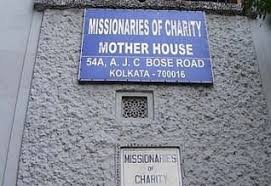 MISSIONARIES OF CHARITY
MOTHER HOUSE
54A, A. J. C BOSE ROAD
KOLKATA - 700016
MISSIONARIES
OF
CHARITY